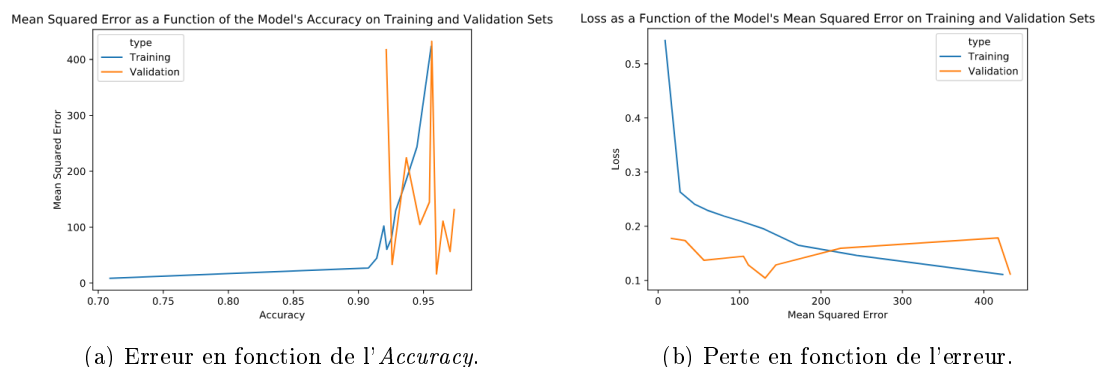 Mean Squared Error as a Function of the Model's Accuracy on Training and Validation Sets
type
Training
Validation
400
300
200
100
0
Mean Squared Error
0.70 0.75 0.80 0.85 0.90 0.95
Accuracy
(a) Erreur en fonction de l'Accuracy.
Loss as a Function of the Model's Mean Squared Error on Training and Validation Sets
type
Training
Validation
0.5
0.4
0.3
0.2
0.1
Loss
0 100 200 300 400
Mean Squared Error
(b) Perte en fonction de l'erreur.